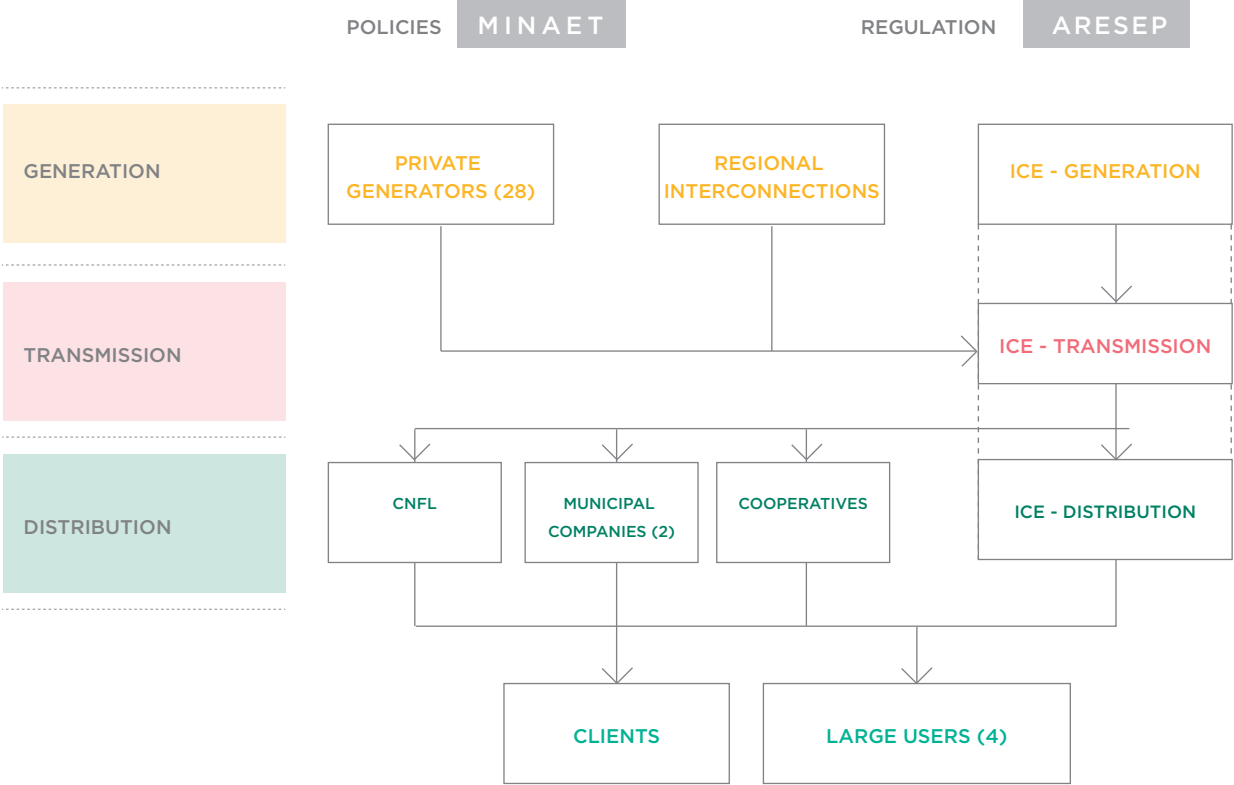 POLICIES MINAET REGULATION ARESEP
GENERATION
PRIVATE
GENERATORS (28)
REGIONAL
INTERCONNECTIONS
ICE - GENERATION
TRANSMISSION
ICE - TRANSMISSION
DISTRIBUTION
CNFL
MUNICIPAL
COMPANIES (2)
COOPERATIVES
ICE - DISTRIBUTION
CLIENTS
LARGE USERS (4)